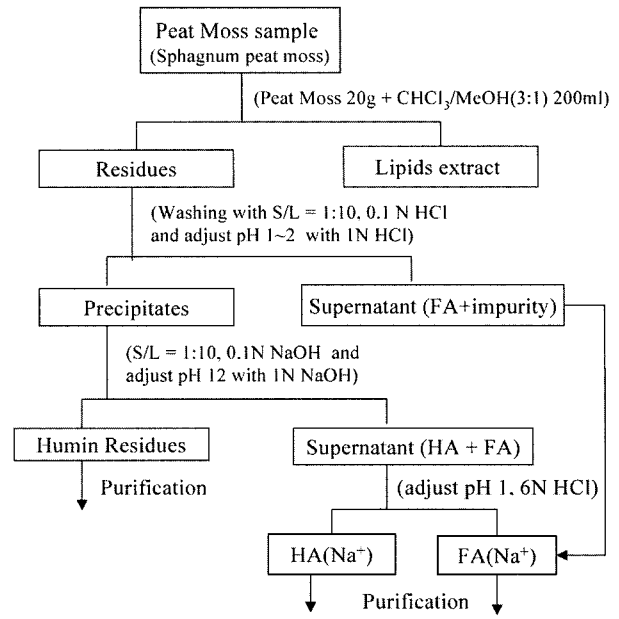 Peat Moss sample
(Sphagnum peat moss)
(Peat Moss 20g + CHCl₃/MeOH(3:1) 200ml)
Residues
Lipids extract
(Washing with S/L = 1:10, 0.1 N HCl
and adjust pH 1~2 with 1N HCl)
Precipitates
Supernatant (FA+impurity)
(S/L = 1:10, 0.1N NaOH and
adjust pH 12 with 1N NaOH)
Humin Residues
Supernatant (HA + FA)
Purification
(adjust pH 1, 6N HCl)
HA(Na⁺)
FA(Na⁺)
Purification